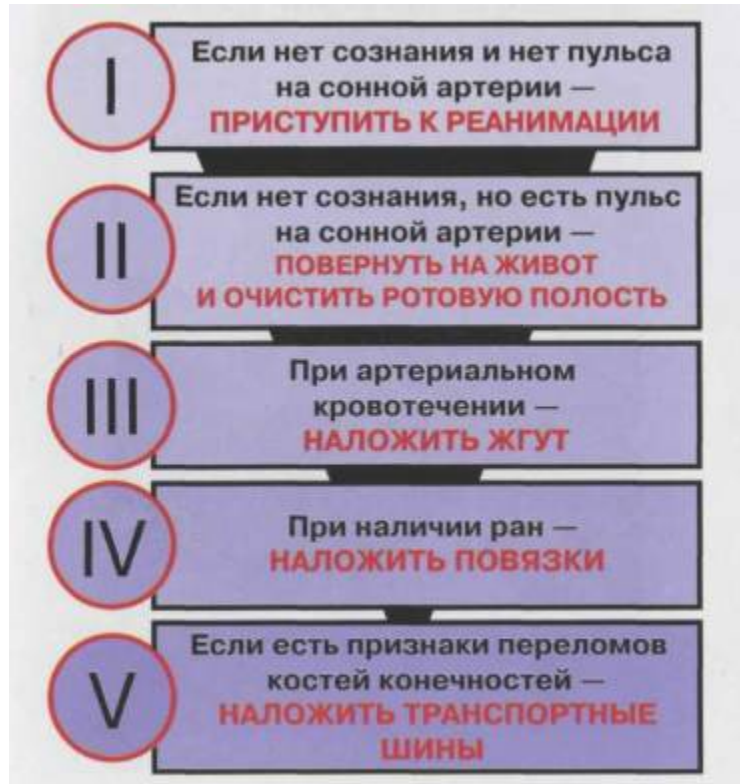 I
Если нет сознания и нет пульса
на сонной артерии —
ПРИСТУПИТЬ К РЕАНИМАЦИИ
II
Если нет сознания, но есть пульс
на сонной артерии —
ПОВЕРНУТЬ НА ЖИВОТ
И ОЧИСТИТЬ РОТОВУЮ ПОЛОСТЬ
III
При артериальном
кровотечении —
НАЛОЖИТЬ ЖГУТ
IV
При наличии ран —
НАЛОЖИТЬ ПОВЯЗКИ
V
Если есть признаки переломов
костей конечностей —
НАЛОЖИТЬ ТРАНСПОРТНЫЕ
ШИНЫ